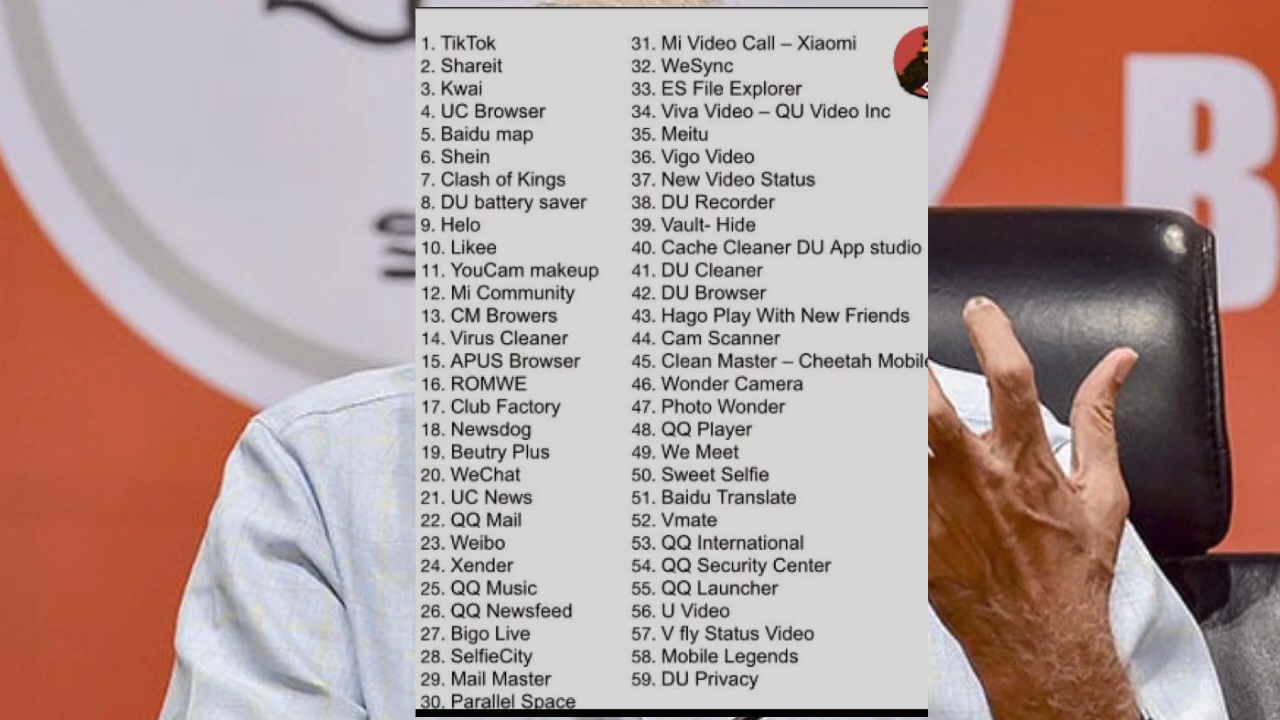 1. TikTok
2. Shareit
3. Kwai
4. UC Browser
5. Baidu map
6. Shein
7. Clash of Kings
8. DU battery saver
9. Helo
10. Likee
11. YouCam makeup
12. Mi Community
13. CM Browers
14. Virus Cleaner
15. APUS Browser
16. ROMWE
17. Club Factory
18. Newsdog
19. Beutry Plus
20. WeChat
21. UC News
22. QQ Mail
23. Weibo
24. Xender
25. QQ Music
26. QQ Newsfeed
27. Bigo Live
28. SelfieCity
29. Mail Master
30. Parallel Space
31. Mi Video Call – Xiaomi
32. WeSync
33. ES File Explorer
34. Viva Video – QU Video Inc
35. Meitu
36. Vigo Video
37. New Video Status
38. DU Recorder
39. Vault- Hide
40. Cache Cleaner DU App studio
41. DU Cleaner
42. DU Browser
43. Hago Play With New Friends
44. Cam Scanner
45. Clean Master – Cheetah Mobile
46. Wonder Camera
47. Photo Wonder
48. QQ Player
49. We Meet
50. Sweet Selfie
51. Baidu Translate
52. Vmate
53. QQ International
54. QQ Security Center
55. QQ Launcher
56. U Video
57. V fly Status Video
58. Mobile Legends
59. DU Privacy
B